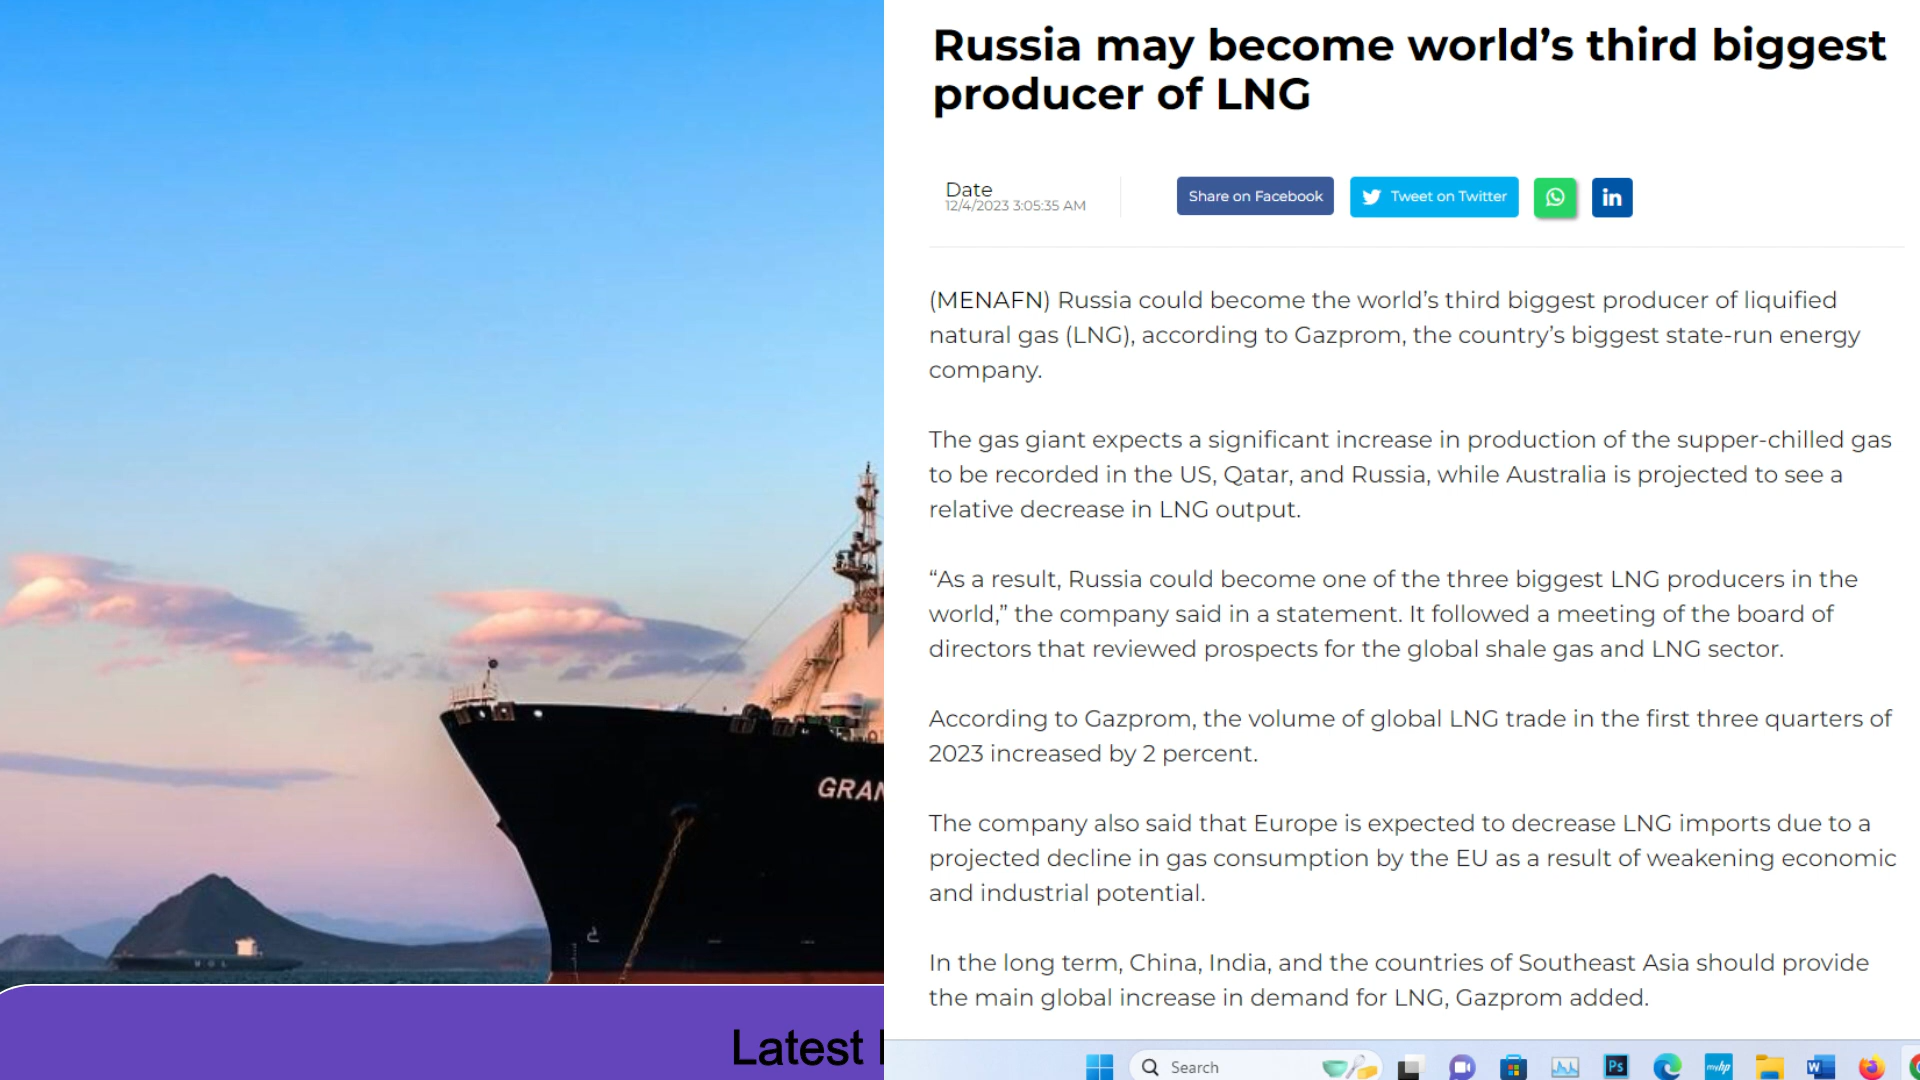 Russia may become world’s third biggest
producer of LNG
Date
12/4/2023 3:05:35 AM
Share on Facebook
Tweet on Twitter
in
(MENAFN) Russia could become the world’s third biggest producer of liquified
natural gas (LNG), according to Gazprom, the country’s biggest state-run energy
company.
The gas giant expects a significant increase in production of the supper-chilled gas
to be recorded in the US, Qatar, and Russia, while Australia is projected to see a
relative decrease in LNG output.
“As a result, Russia could become one of the three biggest LNG producers in the
world,” the company said in a statement. It followed a meeting of the board of
directors that reviewed prospects for the global shale gas and LNG sector.
According to Gazprom, the volume of global LNG trade in the first three quarters of
2023 increased by 2 percent.
The company also said that Europe is expected to decrease LNG imports due to a
projected decline in gas consumption by the EU as a result of weakening economic
and industrial potential.
In the long term, China, India, and the countries of Southeast Asia should provide
the main global increase in demand for LNG, Gazprom added.
GRAN
MOL
Latest
Search
Ps
myhp
W